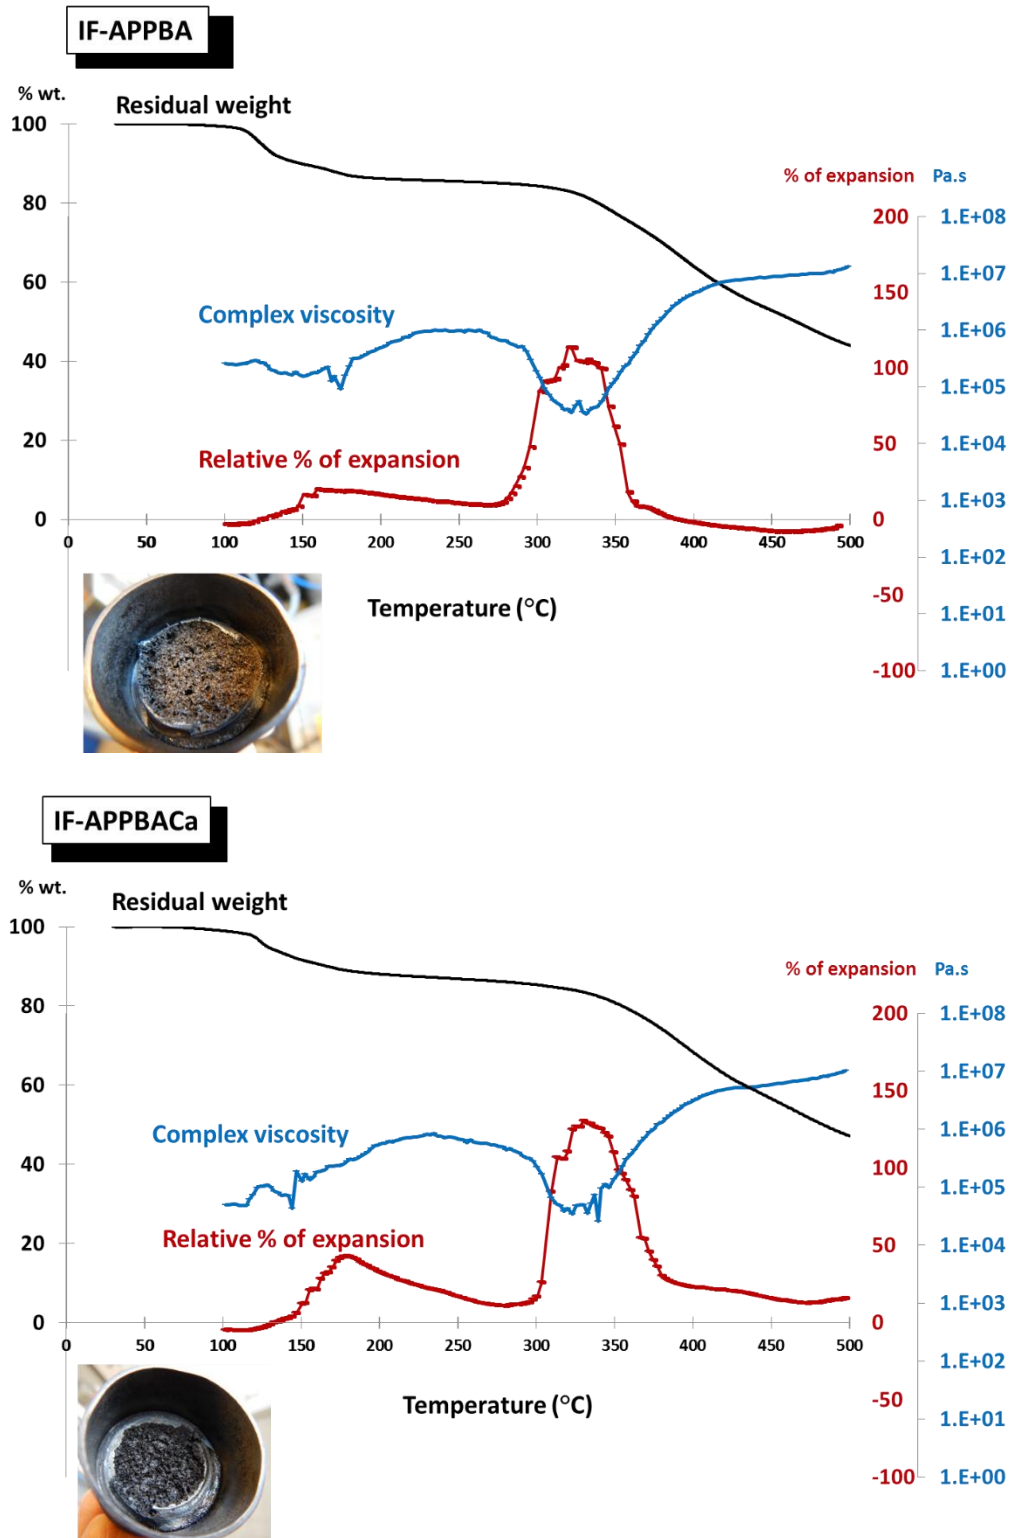 IF-APPBA
% wt.
Residual weight
100
80
60
40
20
0
% of expansion Pa.s
200
150
100
50
0
-50
-100
1.E+08
1.E+07
1.E+06
1.E+05
1.E+04
1.E+03
1.E+02
1.E+01
1.E+00
Complex viscosity
Relative % of expansion
0 50 100 150 200 250 300 350 400 450 500
Temperature (°C)
IF-APPBACa
% wt.
Residual weight
100
80
60
40
20
0
% of expansion Pa.s
200
150
100
50
0
-50
-100
1.E+08
1.E+07
1.E+06
1.E+05
1.E+04
1.E+03
1.E+02
1.E+01
1.E+00
Complex viscosity
Relative % of expansion
0 50 100 150 200 250 300 350 400 450 500
Temperature (°C)